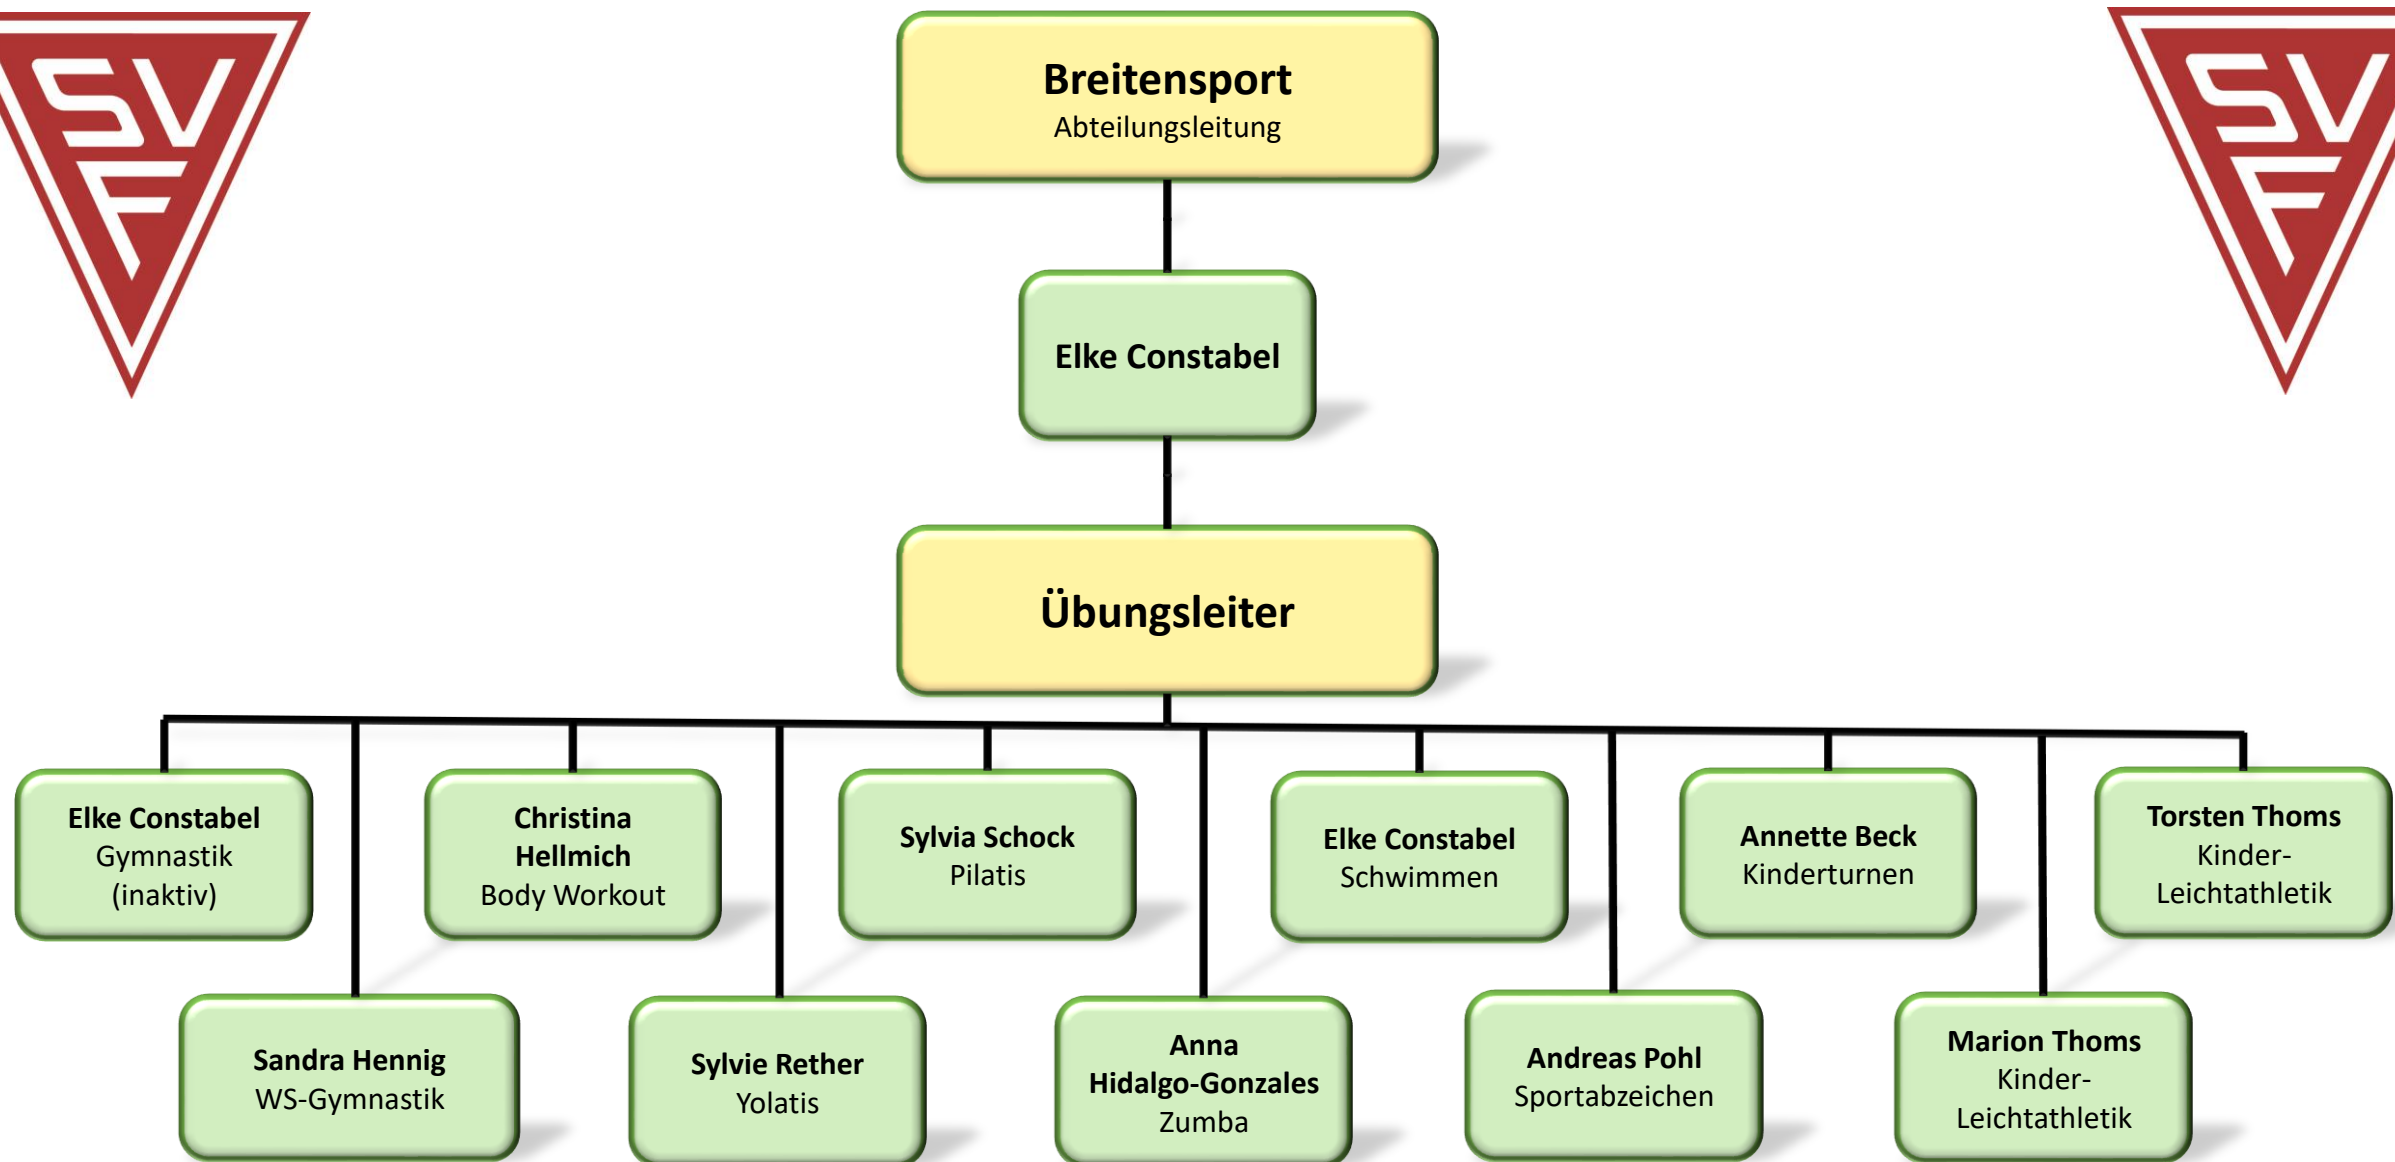 SV
F
SV
F
Breitensport
Abteilungsleitung
Elke Constabel
Übungsleiter
Elke Constabel
Gymnastik
(inaktiv)
Christina
Hellmich
Body Workout
Sylvia Schock
Pilatis
Elke Constabel
Schwimmen
Annette Beck
Kinderturnen
Torsten Thoms
Kinder-
Leichtathletik
Sandra Hennig
WS-Gymnastik
Sylvie Rether
Yolatis
Anna
Hidalgo-Gonzales
Zumba
Andreas Pohl
Sportabzeichen
Marion Thoms
Kinder-
Leichtathletik